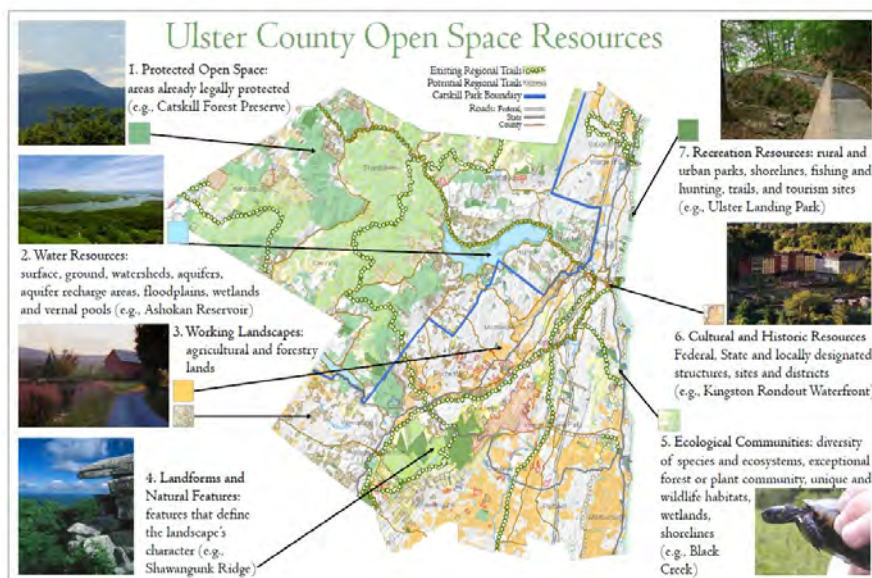 Ulster County Open Space Resources
1. Protected Open Space:
areas already legally protected
(e.g., Catskill Forest Preserve)
Existing Regional Trails
Potential Regional Trails
Catskill Park Boundary
Roads: Federal,
State
County
7. Recreation Resources: rural and
urban parks, shorelines, fishing and
hunting, trails, and tourism sites
(e.g., Ulster Landing Park)
2. Water Resources:
surface, ground, watersheds, aquifers,
aquifer recharge areas, floodplains, wetlands
and vernal pools (e.g., Ashokan Reservoir)
3. Working Landscapes:
agricultural and forestry
lands
6. Cultural and Historic Resources
Federal, State and locally designated
structures, sites and districts
(e.g., Kingston Rondout Waterfront)
4. Landforms and
Natural Features:
features that define
the landscape's
character (e.g.,
Shawangunk Ridge)
5. Ecological Communities: diversity
of species and ecosystems, exceptional
forest or plant community, unique and
wildlife habitats,
wetlands,
shorelines
(e.g., Black
Creek)